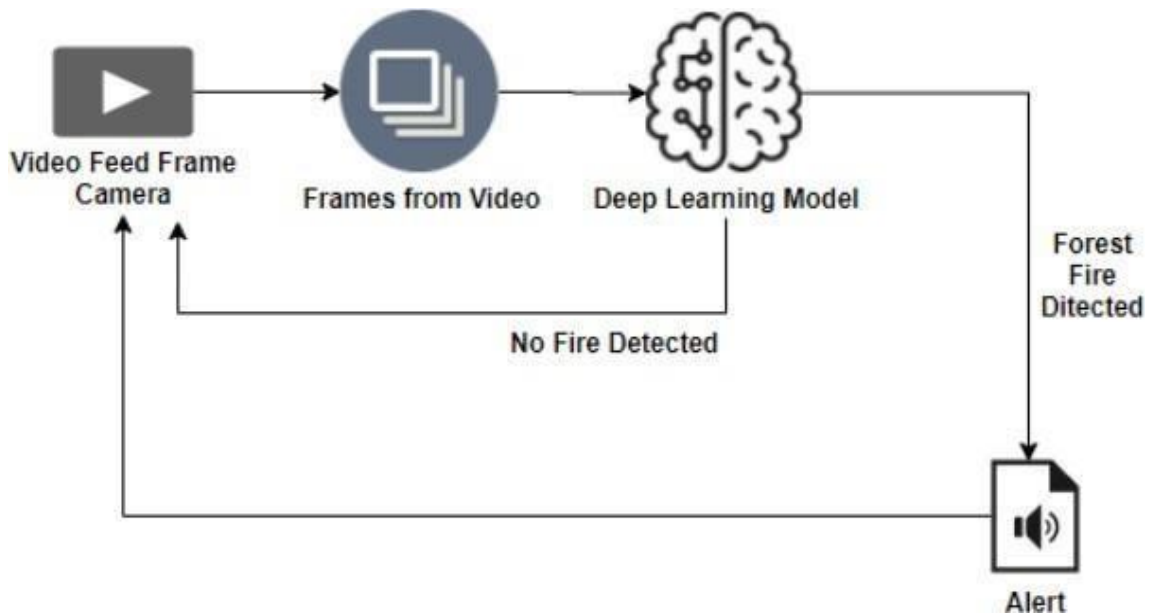 Video Feed Frame
Camera
Frames from Video
Deep Learning Model
Forest
Fire
Ditected
No Fire Detected
Alert